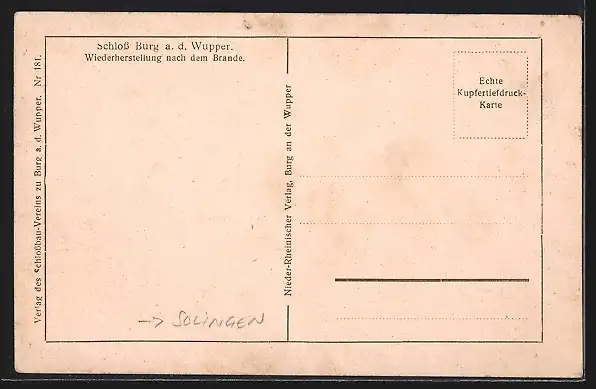 Schloß Burg a. d. Wupper.
Wiederherstellung nach dem Brande.
Verlag des Schloßbau-Vereins zu Burg a. d. Wupper. Nr 181.
Nieder-Rheinischer Verlag, Burg an der Wupper
Echte
Kupfertiefdruck-
Karte
-> SOLINGEN